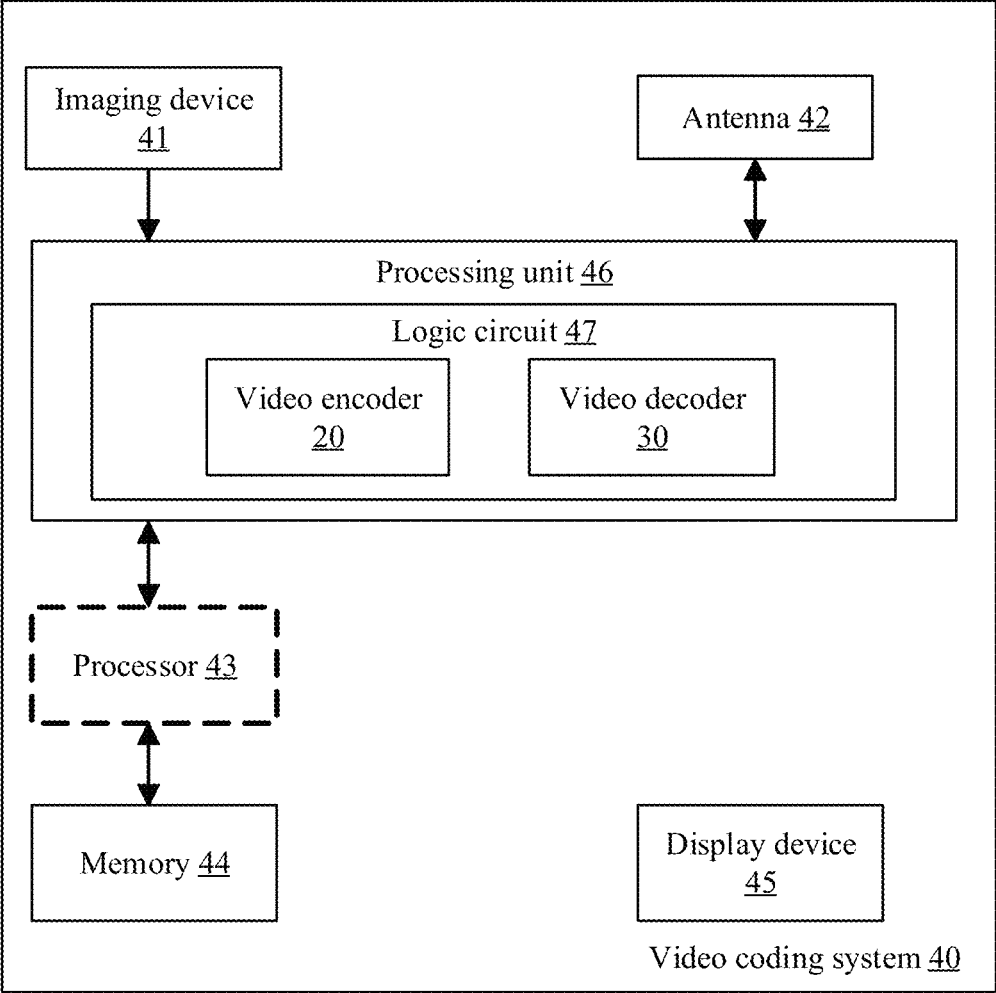 Imaging device
41
Antenna 42
Processing unit 46
Logic circuit 47
Video encoder
20
Video decoder
30
Processor 43
Memory 44
Display device
45
Video coding system 40